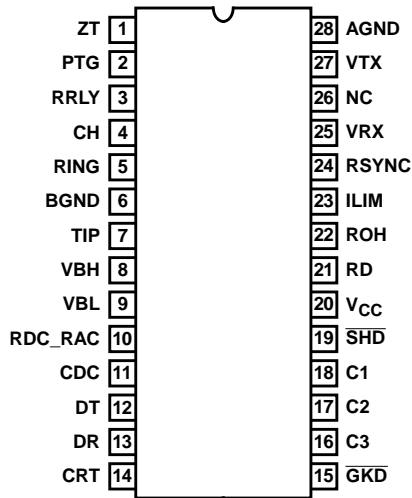 ZT 1 28 AGND
PTG 2 27 VTX
RRLY 3 26 NC
CH 4 25 VRX
RING 5 24 RSYNC
BGND 6 23 ILIM
TIP 7 22 ROH
VBH 8 21 RD
VBL 9 20 VCC
RDC_RAC 10 19 SHD
CDC 11 18 C1
DT 12 17 C2
DR 13 16 C3
CRT 14 15 GKD